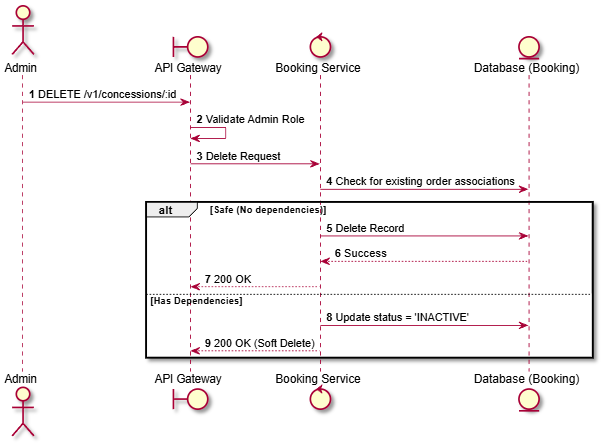 Admin
API Gateway
Booking Service
Database (Booking)
1 DELETE /v1/concessions/:id
2 Validate Admin Role
3 Delete Request
4 Check for existing order associations
alt [Safe (No dependencies)]
5 Delete Record
6 Success
7 200 OK
[Has Dependencies]
8 Update status = 'INACTIVE'
9 200 OK (Soft Delete)
Admin
API Gateway
Booking Service
Database (Booking)